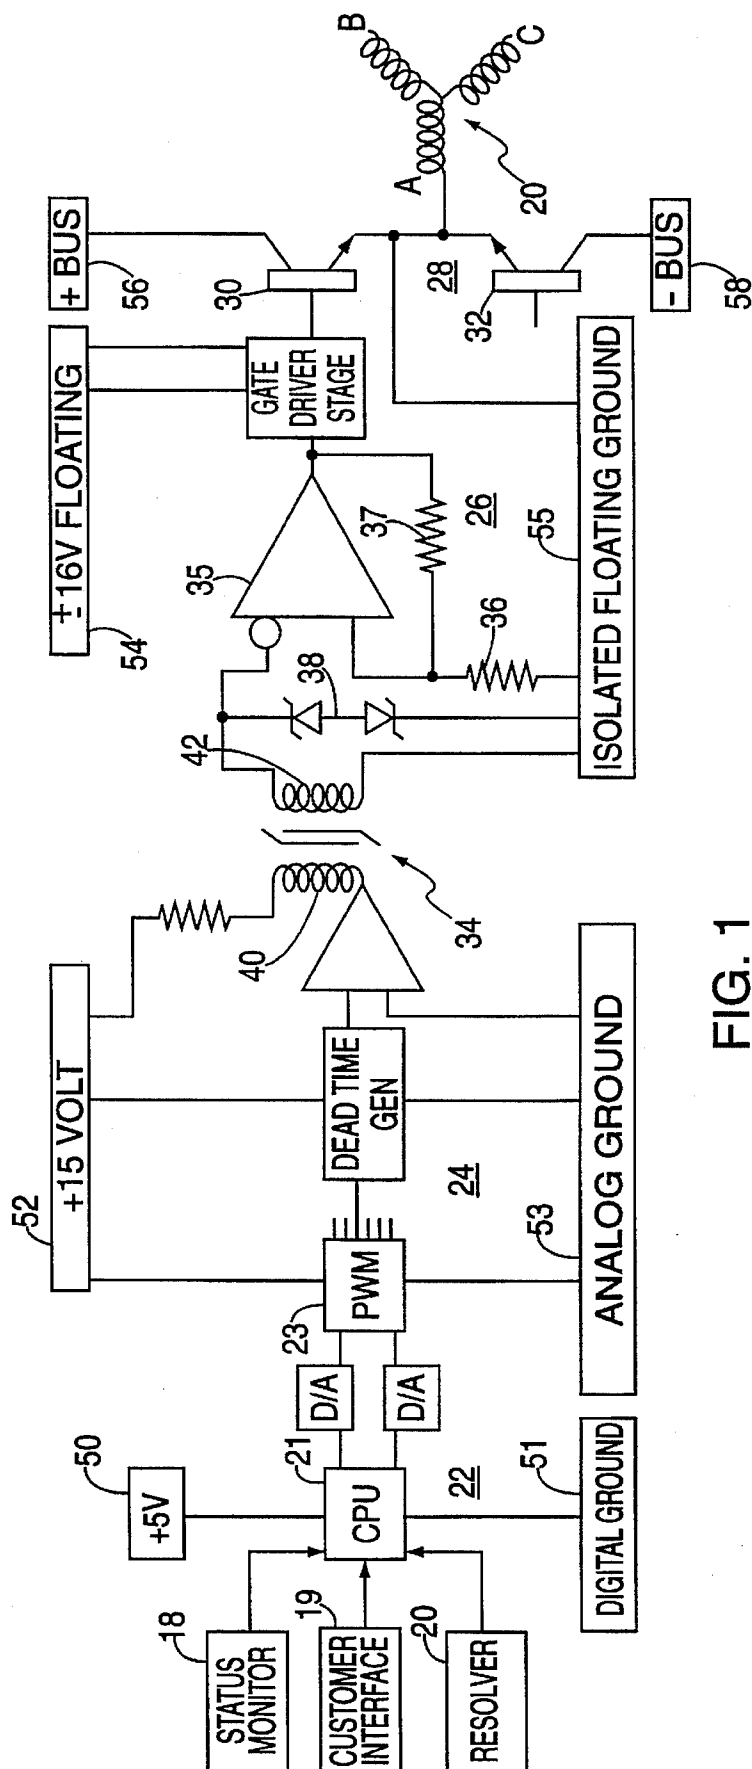 STATUS
MONITOR
18
CUSTOMER
INTERFACE
19
RESOLVER
20
+5V
50
CPU
21
22
DIGITAL GROUND
51
D/A
D/A
PWM
23
+15 VOLT
52
DEAD TIME
GEN
24
ANALOG GROUND
53
40
34
42
38
35
36
37
26
±16V FLOATING
54
GATE
DRIVER
STAGE
ISOLATED FLOATING GROUND
55
+ BUS
56
30
28
32
- BUS
58
A
B
C
20
FIG. 1